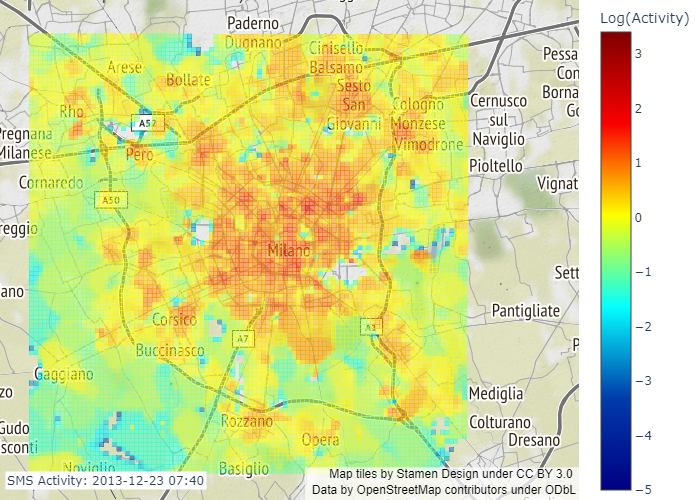 Paderno
Dugnano
Cinisello
Balsamo
Arese
Bollate
Sesto
San
Giovanni
Rho
Cologno
Monzese
Cernusco
sul
Naviglio
A52
Pregnana
Milanese
Pero
Vimodrone
Pioltello
Cornaredo
Vignat
A50
reggio
Milano
Sett
ano
Pantigliate
Corsico
A7
A1
Buccinasco
P
Gaggiano
zo
Mediglia
Gudo
sconti
Rozzano
Opera
Colturano
Dresano
Noviglio
Basiglio
Pessa
Con
Borna
Go
SMS Activity: 2013-12-23 07:40
Map tiles by Stamen Design under CC BY 3.0
Data by OpenStreetMap contributors under ODbL
Log(Activity)
3
2
1
0
−1
−2
−3
−4
−5